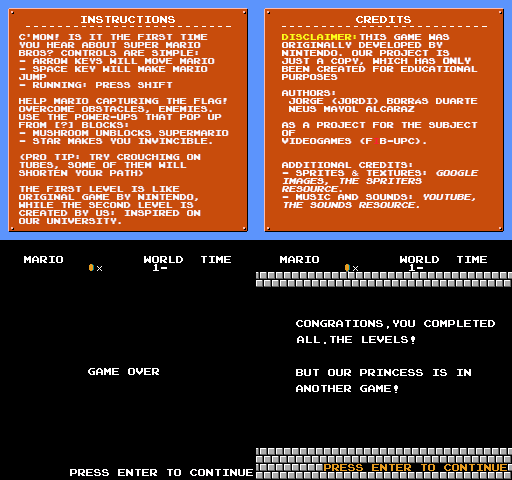 INSTRUCTIONS
C'MON! IS IT THE FIRST TIME
YOU HEAR ABOUT SUPER MARIO
BROS? CONTROLS ARE SIMPLE:
- ARROW KEYS WILL MOVE MARIO
- SPACE KEY WILL MAKE MARIO
JUMP
- RUNNING: PRESS SHIFT
HELP MARIO CAPTURING THE FLAG!
OVERCOME OBSTACLES, ENEMIES.
USE THE POWER-UPS THAT POP UP
FROM [?] BLOCKS:
- MUSHROOM UNBLOCKS SUPERMARIO
- STAR MAKES YOU INVINCIBLE.
(PRO TIP: TRY CROUCHING ON
TUBES, SOME OF THEM WILL
SHORTEN YOUR PATH)
THE FIRST LEVEL IS LIKE
ORIGINAL GAME BY NINTENDO,
WHILE THE SECOND LEVEL IS
CREATED BY US: INSPIRED ON
OUR UNIVERSITY.
CREDITS
DISCLAIMER: THIS GAME WAS
ORIGINALLY DEVELOPED BY
NINTENDO. OUR PROJECT IS
JUST A COPY, WHICH HAS ONLY
BEEN CREATED FOR EDUCATIONAL
PURPOSES
AUTHORS:
JORGE (JORDI) BORRÀS DUARTE
NEUS MAYOL ALCARAZ
AS A PROJECT FOR THE SUBJECT
OF
VIDEOGAMES (FIB-UPC).
ADDITIONAL CREDITS:
- SPRITES & TEXTURES: GOOGLE
IMAGES, THE SPRITERS
RESOURCE.
- MUSIC AND SOUNDS: YOUTUBE,
THE SOUNDS RESOURCE.
MARIO WORLD TIME
x 1-
GAME OVER
PRESS ENTER TO CONTINUE
MARIO WORLD TIME
x 1-
CONGRATIONS,YOU COMPLETED
ALL.THE LEVELS!
BUT OUR PRINCESS IS IN
ANOTHER GAME!
PRESS ENTER TO CONTINUE